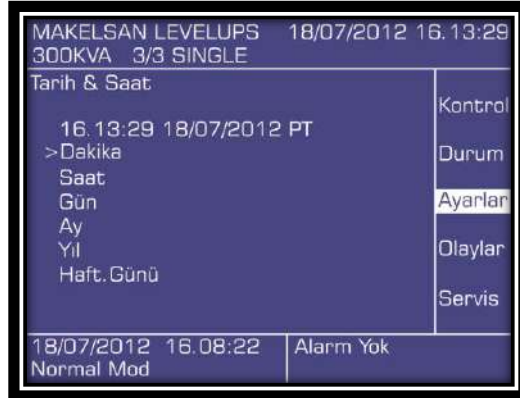 MAKELSAN LEVELUPS 18/07/2012 16.13:29
300KVA 3/3 SINGLE
Tarih & Saat
16.13:29 18/07/2012 PT
>Dakika
Saat
Gün
Ay
Yıl
Haft.Günü
Kontrol
Durum
Ayarlar
Olaylar
Servis
18/07/2012 16.08:22
Normal Mod
Alarm Yok